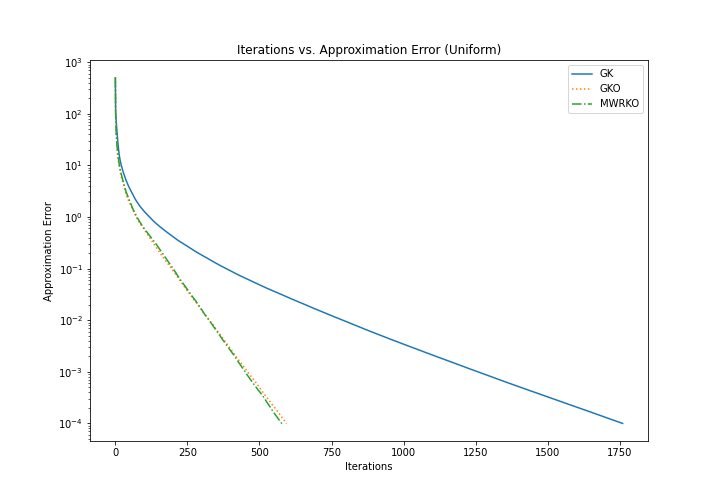 Iterations vs. Approximation Error (Uniform)
GK
GKO
MWRKO
Approximation Error
10³
10²
10¹
10⁰
10⁻¹
10⁻²
10⁻³
10⁻⁴
0 250 500 750 1000 1250 1500 1750
Iterations